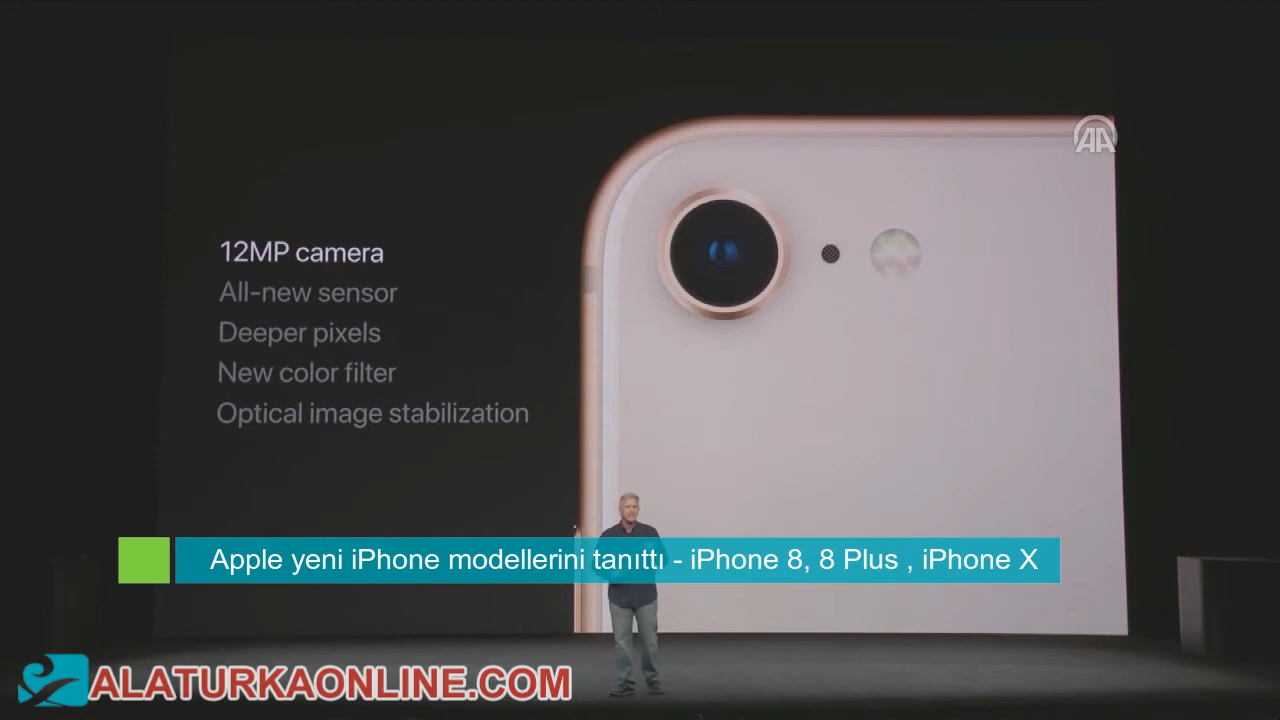 AA
12MP camera
All-new sensor
Deeper pixels
New color filter
Optical image stabilization
Apple yeni iPhone modellerini tanıttı - iPhone 8, 8 Plus , iPhone X
ALATURKAONLINE.COM